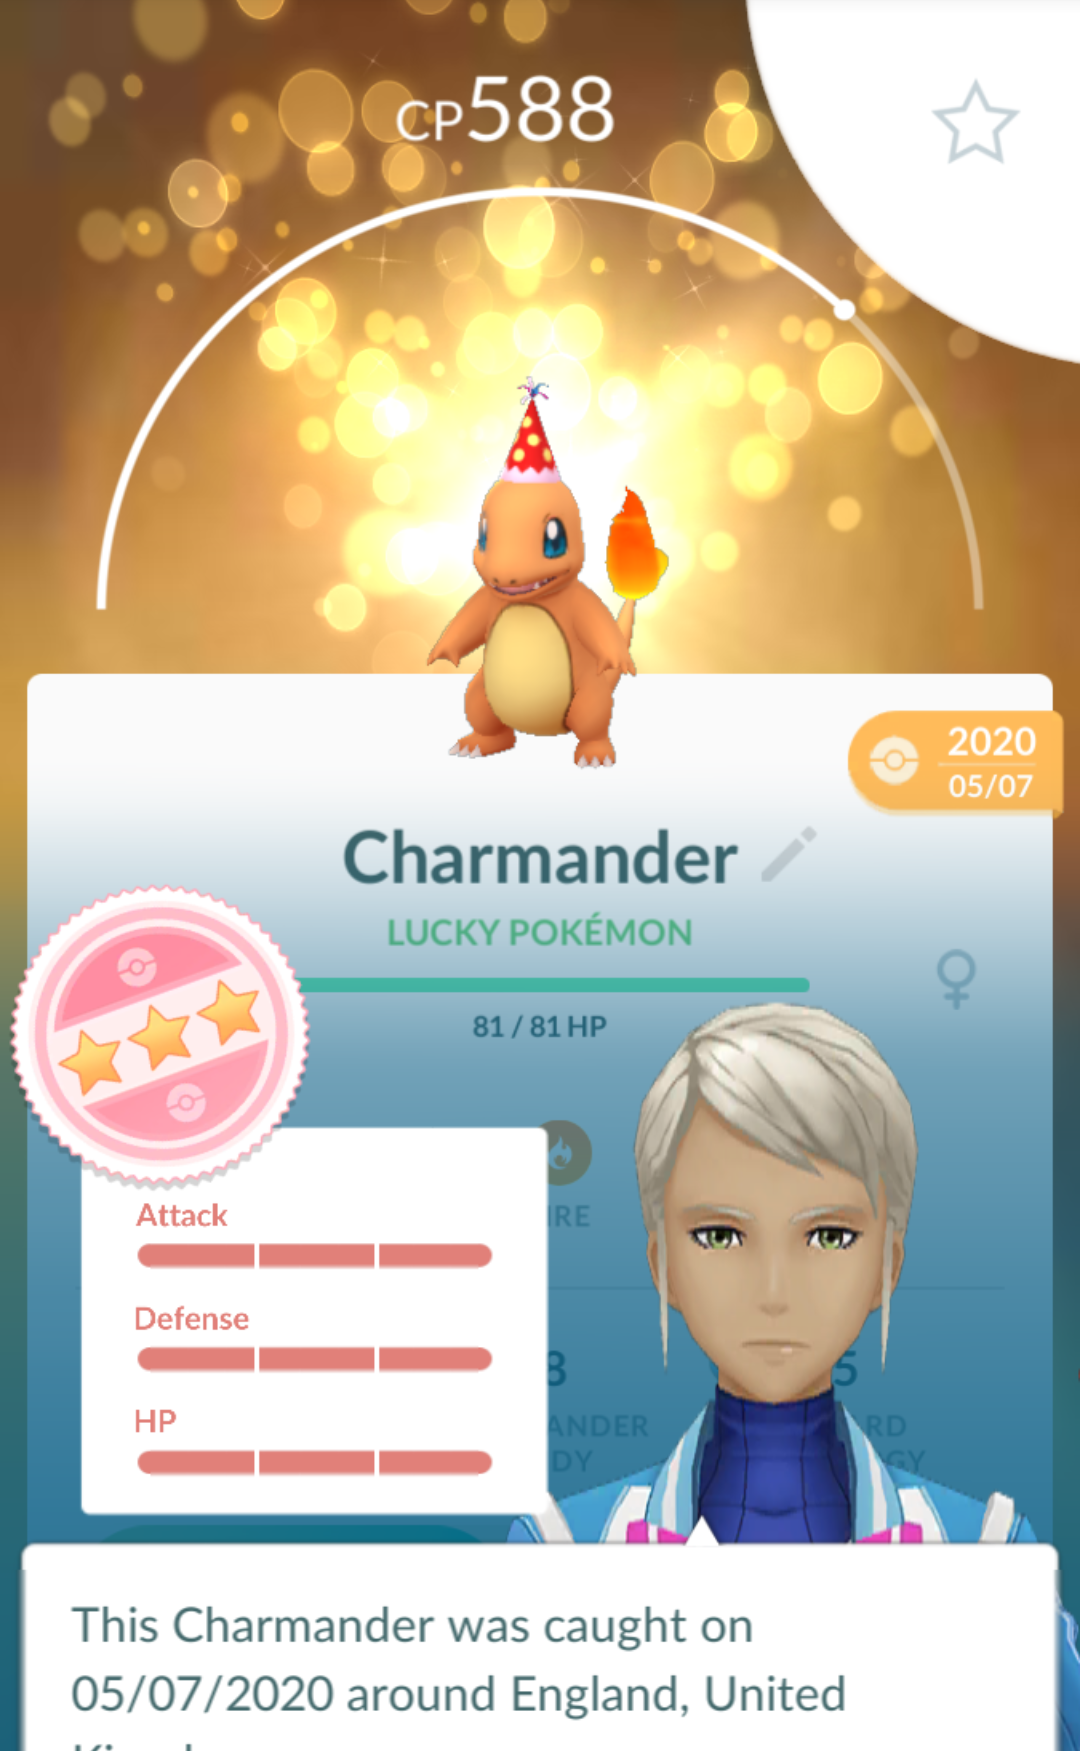 CP588
2020
05/07
Charmander
LUCKY POKÉMON
81 / 81 HP
Attack
Defense
HP
This Charmander was caught on
05/07/2020 around England, United